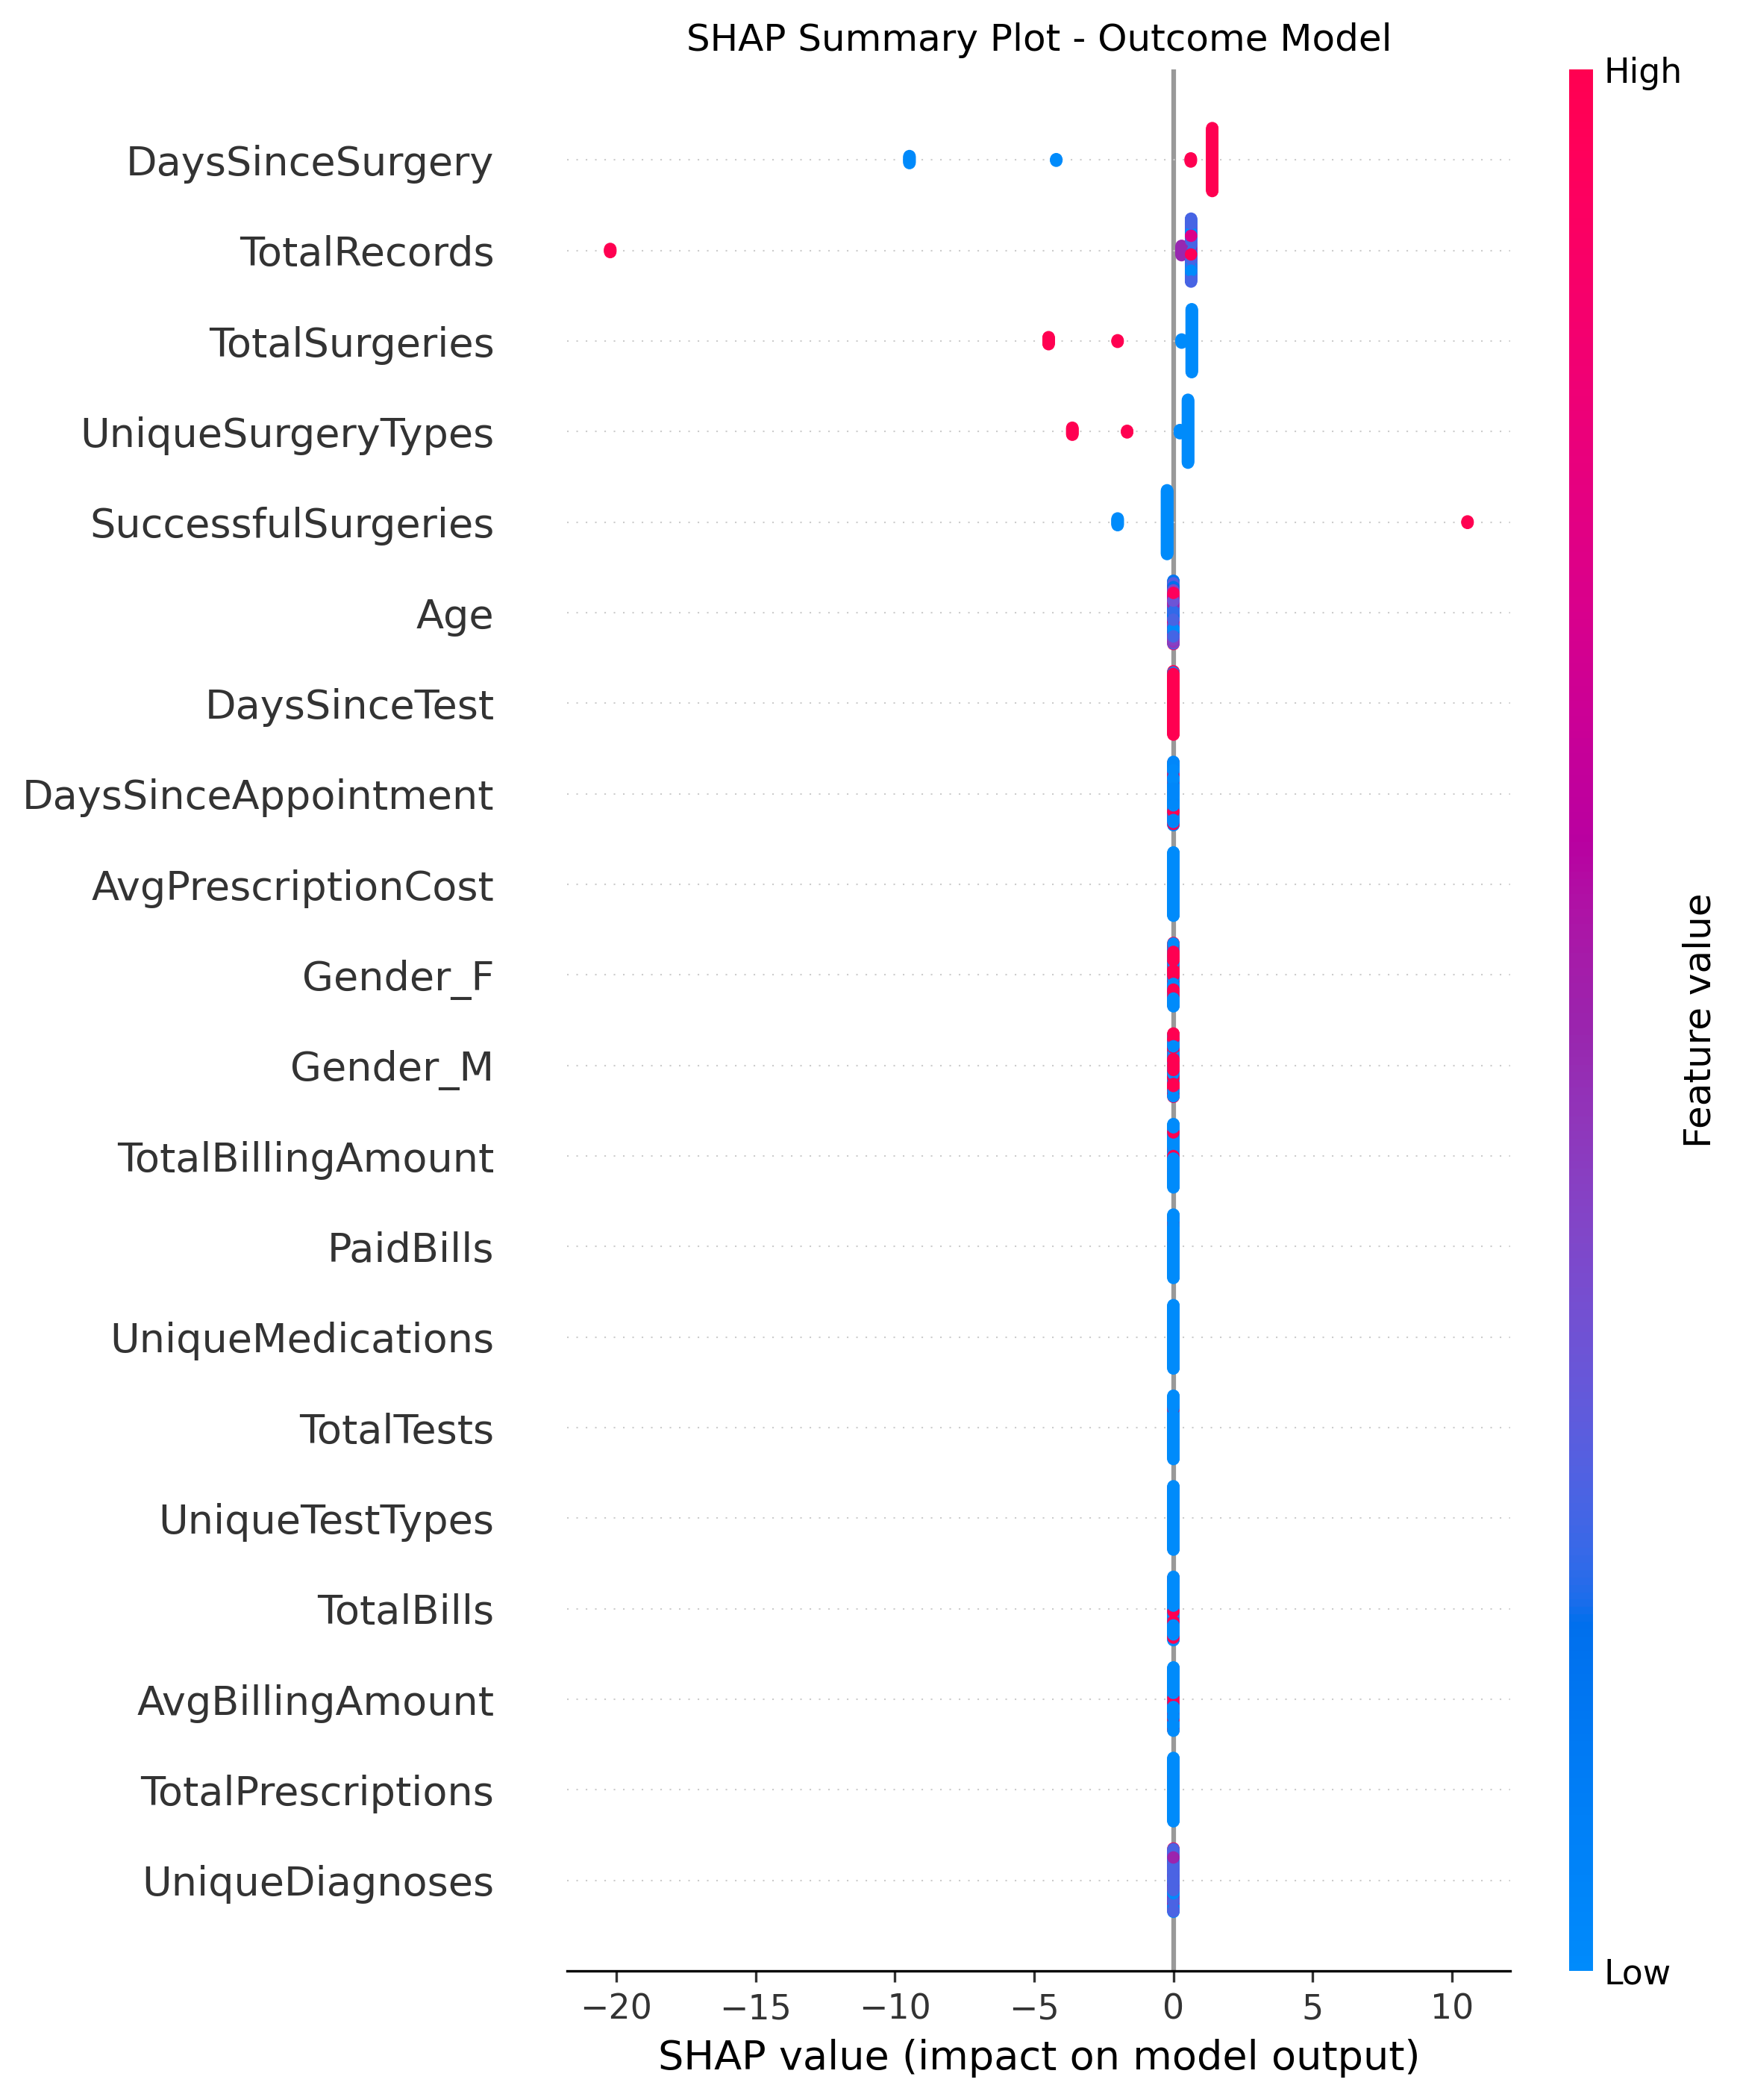 SHAP Summary Plot - Outcome Model
High
DaysSinceSurgery
TotalRecords
TotalSurgeries
UniqueSurgeryTypes
SuccessfulSurgeries
Age
DaysSinceTest
DaysSinceAppointment
AvgPrescriptionCost
Gender_F
Gender_M
TotalBillingAmount
PaidBills
UniqueMedications
TotalTests
UniqueTestTypes
TotalBills
AvgBillingAmount
TotalPrescriptions
UniqueDiagnoses
Feature value
Low
−20 −15 −10 −5 0 5 10
SHAP value (impact on model output)